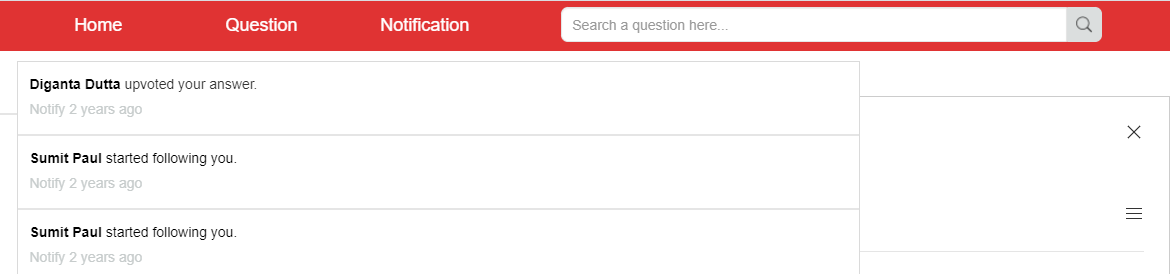 Home Question Notification Search a question here...
Diganta Dutta upvoted your answer.
Notify 2 years ago
Sumit Paul started following you.
Notify 2 years ago
Sumit Paul started following you.
Notify 2 years ago